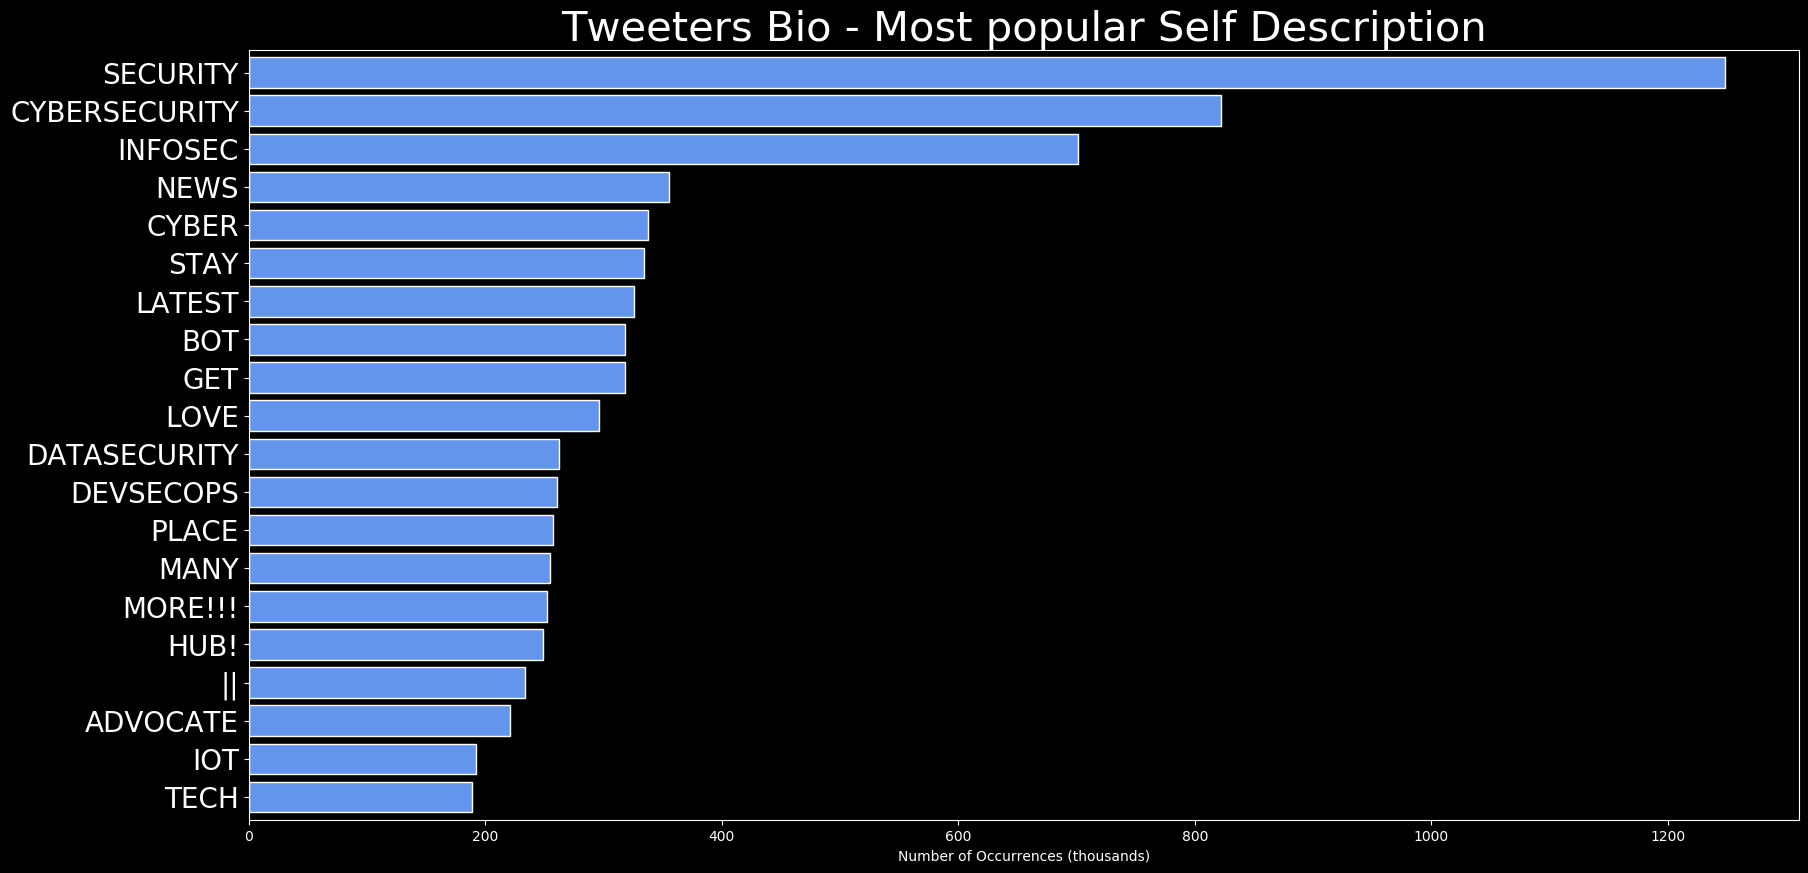 Tweeters Bio - Most popular Self Description
SECURITY
CYBERSECURITY
INFOSEC
NEWS
CYBER
STAY
LATEST
BOT
GET
LOVE
DATASECURITY
DEVSECOPS
PLACE
MANY
MORE!!!
HUB!
||
ADVOCATE
IOT
TECH
0 200 400 600 800 1000 1200
Number of Occurrences (thousands)